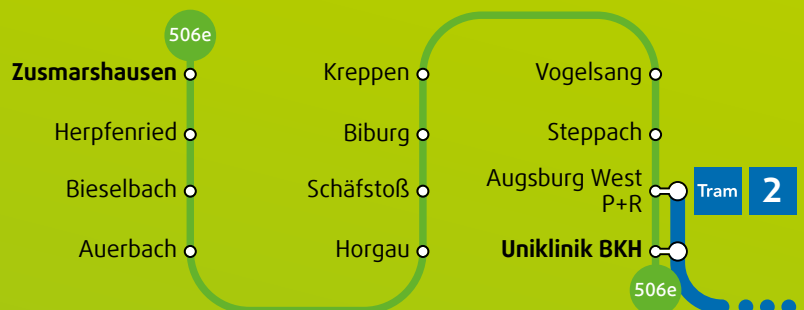 506e
Zusmarshausen
Herpfenried
Bieselbach
Auerbach
Kreppen
Biburg
Schäfstoß
Horgau
Vogelsang
Steppach
Augsburg West
P+R
Uniklinik BKH
506e
Tram 2